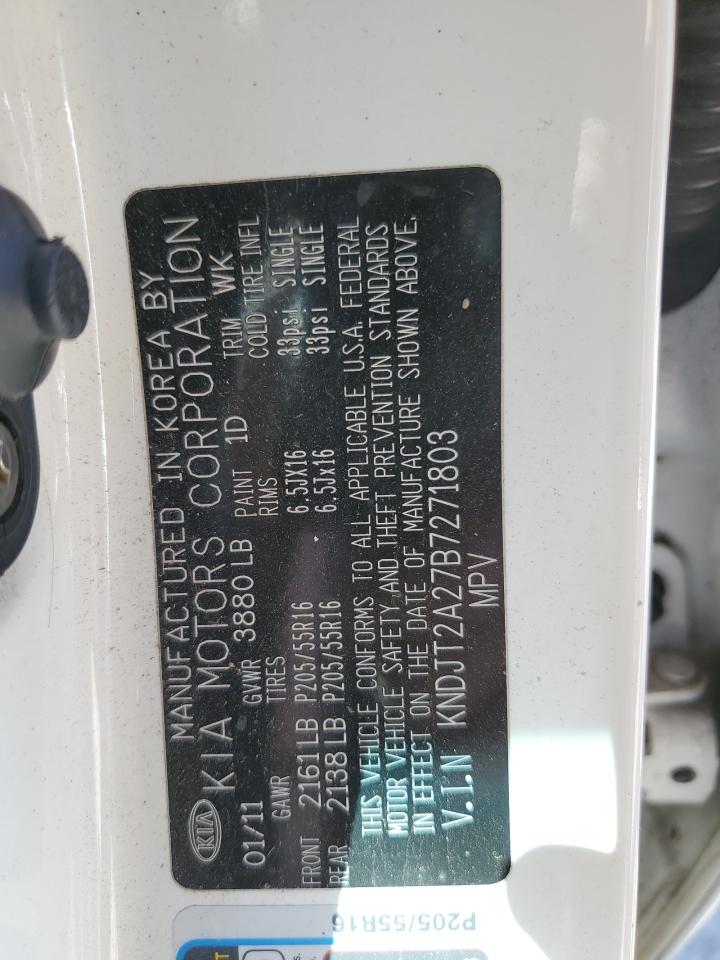 KIA
MANUFACTURED IN KOREA BY
KIA MOTORS CORPORATION
01/11 GVWR 3880 LB PAINT 1D TRIM WK
GAWR TIRES RIMS COLD TIRE INFL
FRONT 2161LB P205/55R16 6.5JX16 33psi SINGLE
REAR 2138LB P205/55R16 6.5Jx16 33psi SINGLE
THIS VEHICLE CONFORMS TO ALL APPLICABLE U.S.A. FEDERAL
MOTOR VEHICLE SAFETY AND THEFT PREVENTION STANDARDS
IN EFFECT ON THE DATE OF MANUFACTURE SHOWN ABOVE.
V.I.N KNDJT2A27B7271803
MPV
P205/55R16